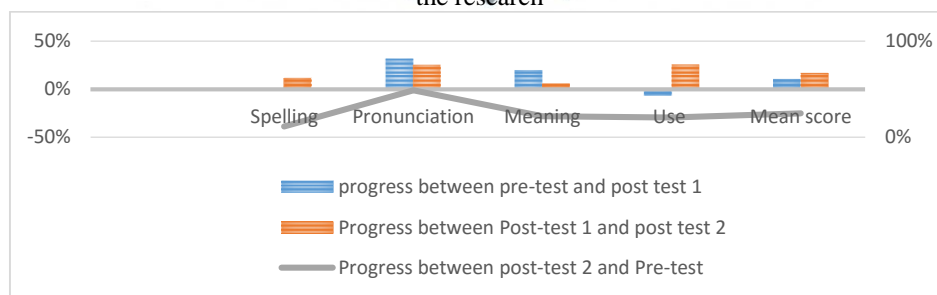 the research
50%
100%
0%
Spelling
Pronunciation
Meaning
Use
Mean score
-50%
0%
progress between pre-test and post test 1
Progress between Post-test 1 and post test 2
Progress between post-test 2 and Pre-test